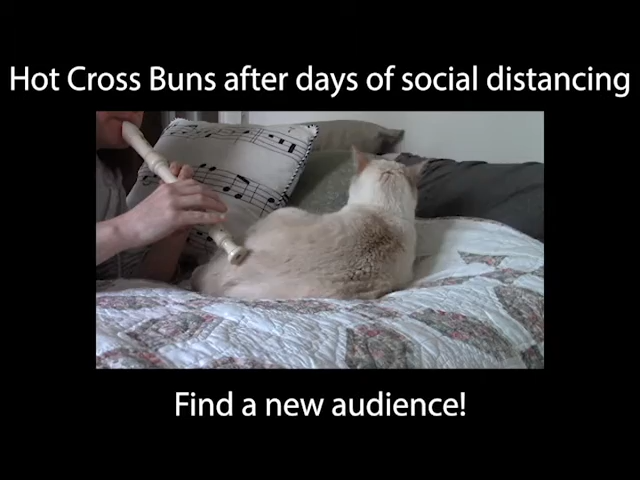 Hot Cross Buns after days of social distancing
Find a new audience!